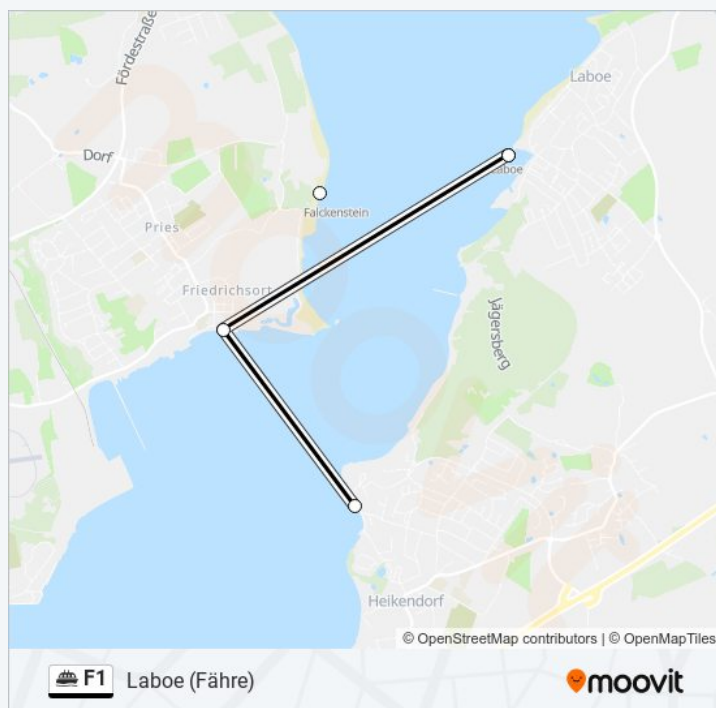 Fördestraße
Laboe
Dorf
Laboe
Falckenstein
Pries
Friedrichsort
Jägersberg
Heikendorf
© OpenStreetMap contributors | © OpenMapTiles
F1 Laboe (Fähre)
moovit